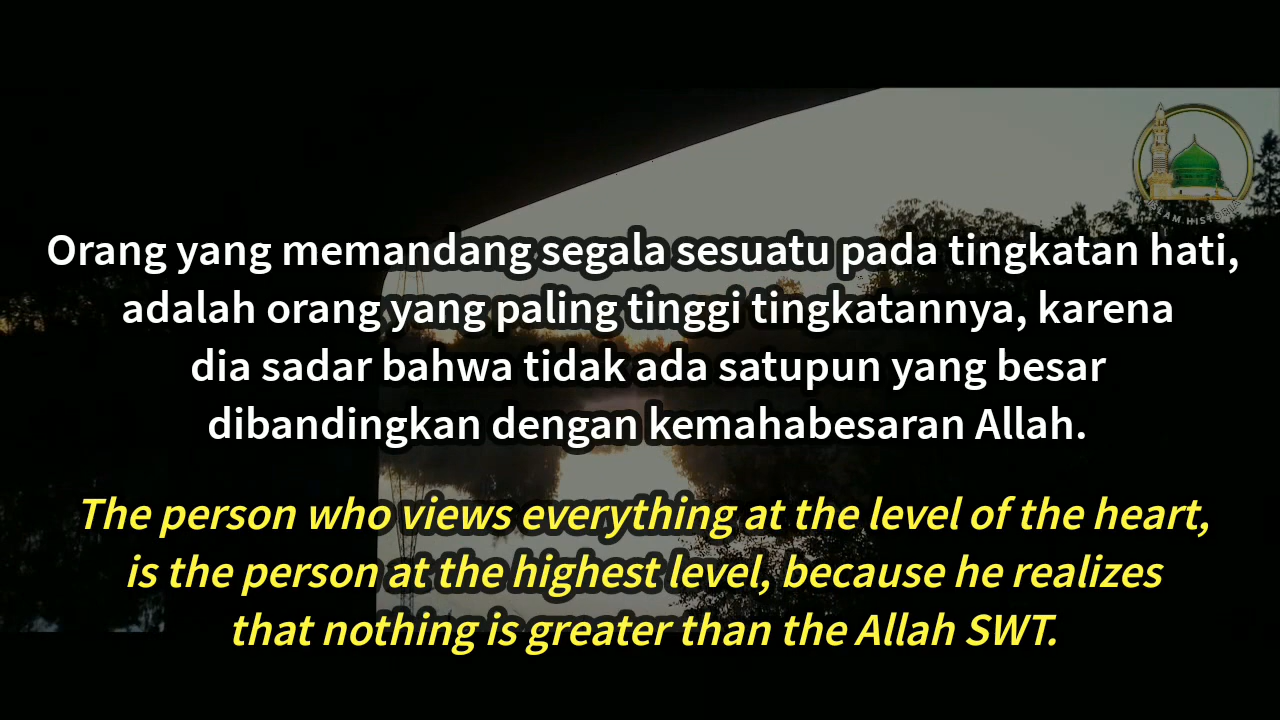 Orang yang memandang segala sesuatu pada tingkatan hati,
adalah orang yang paling tinggi tingkatannya, karena
dia sadar bahwa tidak ada satupun yang besar
dibandingkan dengan kemahabesaran Allah.
The person who views everything at the level of the heart,
is the person at the highest level, because he realizes
that nothing is greater than the Allah SWT.